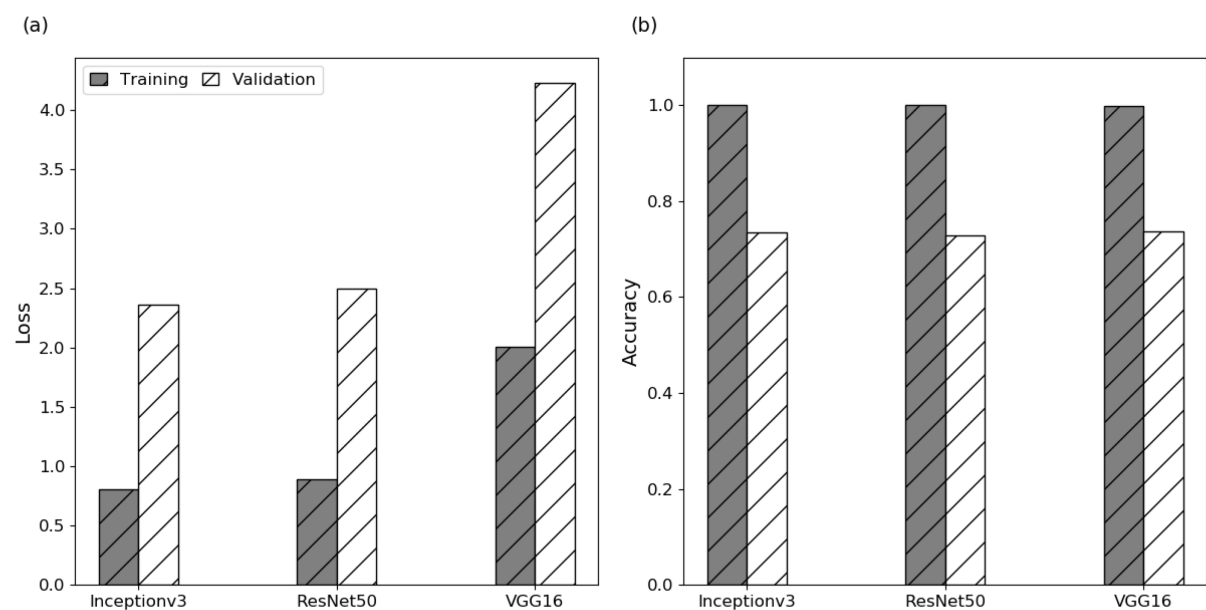 (a)
Training Validation
4.0
3.5
3.0
2.5
2.0
1.5
1.0
0.5
0.0
Loss
Inceptionv3 ResNet50 VGG16
(b)
1.0
0.8
0.6
0.4
0.2
0.0
Accuracy
Inceptionv3 ResNet50 VGG16